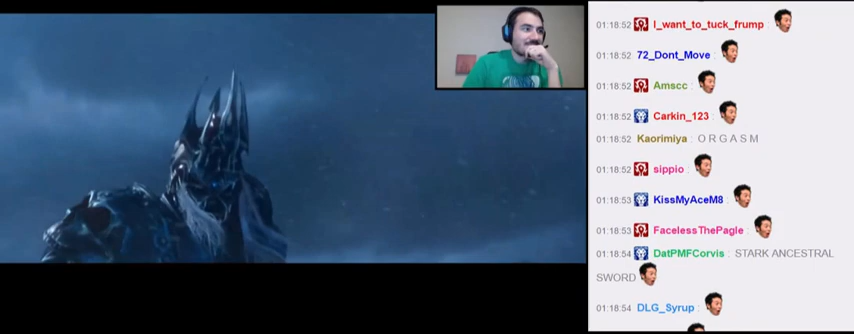 01:18:52 I_want_to_tuck_frump :
01:18:52 72_Dont_Move :
01:18:52 Amscc :
01:18:52 Carkin_123 :
01:18:52 Kaorimiya : O R G A S M
01:18:52 sippio :
01:18:53 KissMyAceM8 :
01:18:53 FacelessThePagle :
01:18:54 DatPMFCorvis : STARK ANCESTRAL
SWORD
01:18:54 DLG_Syrup :